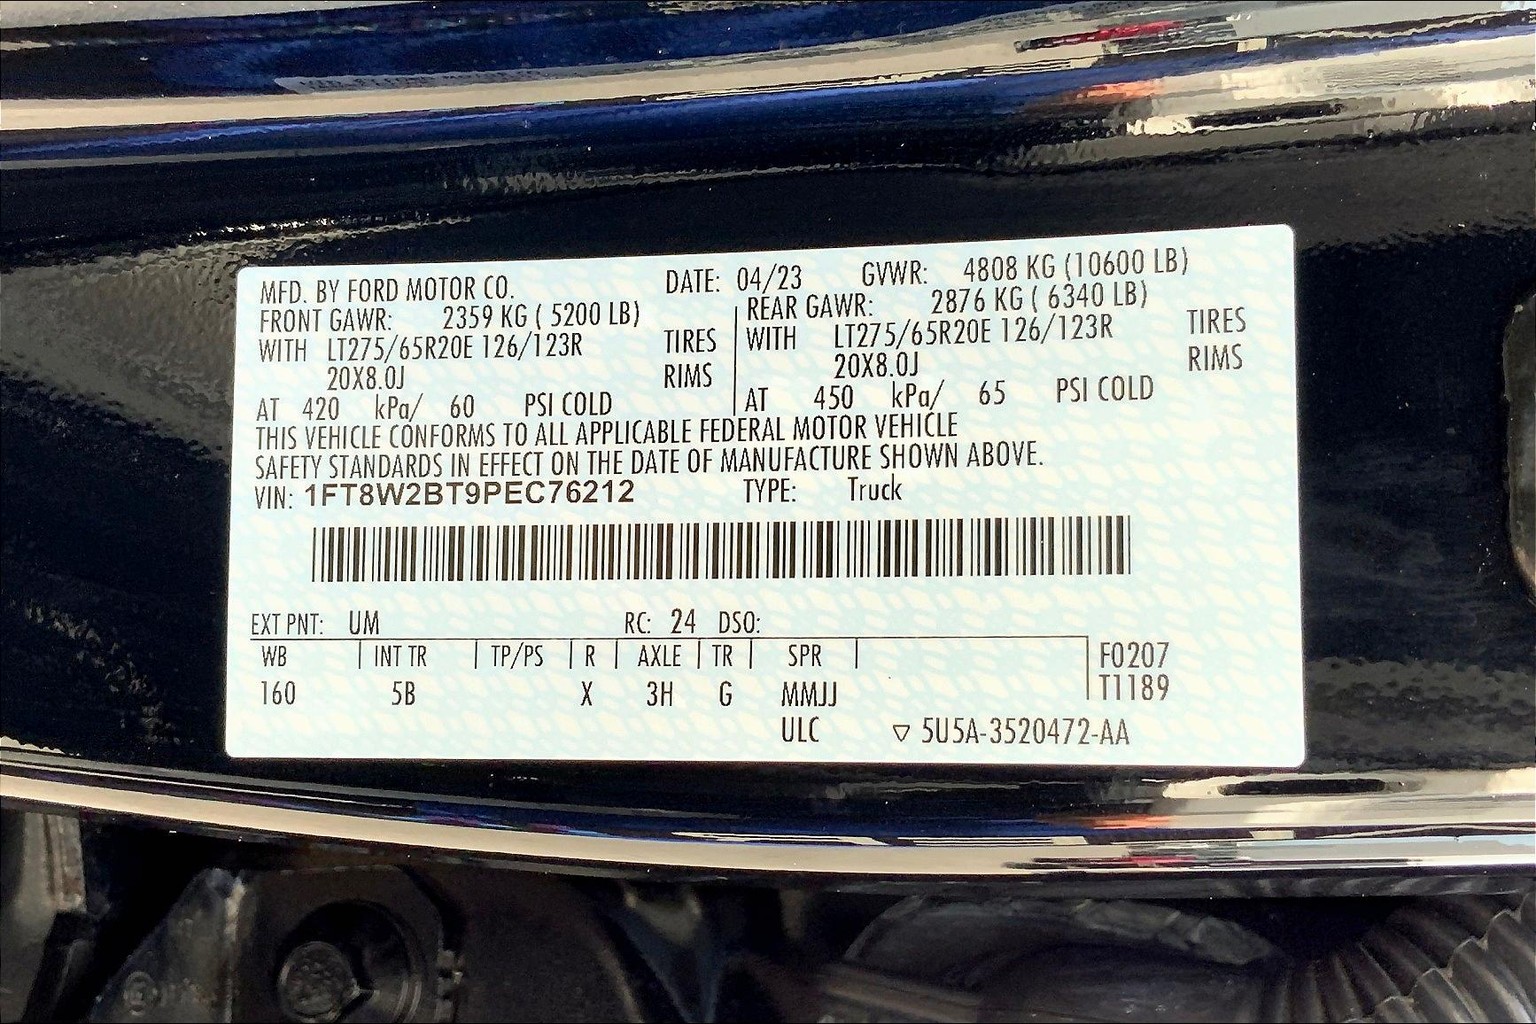 MFD. BY FORD MOTOR CO. DATE: 04/23 GVWR: 4808 KG (10600 LB)
FRONT GAWR: 2359 KG ( 5200 LB) REAR GAWR: 2876 KG ( 6340 LB)
WITH LT275/65R20E 126/123R TIRES WITH LT275/65R20E 126/123R TIRES
20X8.0J RIMS 20X8.0J RIMS
AT 420 kPa/ 60 PSI COLD AT 450 kPa/ 65 PSI COLD
THIS VEHICLE CONFORMS TO ALL APPLICABLE FEDERAL MOTOR VEHICLE
SAFETY STANDARDS IN EFFECT ON THE DATE OF MANUFACTURE SHOWN ABOVE.
VIN: 1FT8W2BT9PEC76212 TYPE: Truck
EXT PNT: UM RC: 24 DSO:
WB INT TR TP/PS R AXLE TR SPR F0207
160 5B X 3H G MMJJ T1189
ULC ▽ 5U5A-3520472-AA